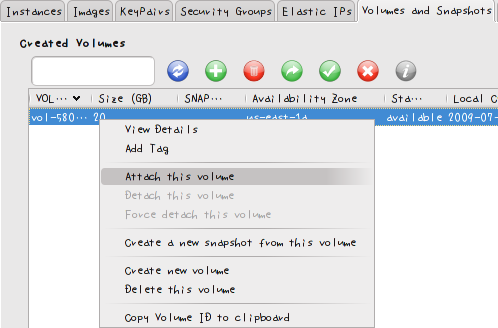 Instances Images KeyPairs Security Groups Elastic IPs Volumes and Snapshots
Created Volumes
VOL... Size (GB) SNAP... Availability Zone Sta... Local C
vol-580... 20 us-east-1a available 2009-07-
View Details
Add Tag
Attach this volume
Detach this volume
Force detach this volume
Create a new snapshot from this volume
Create new volume
Delete this volume
Copy Volume ID to clipboard